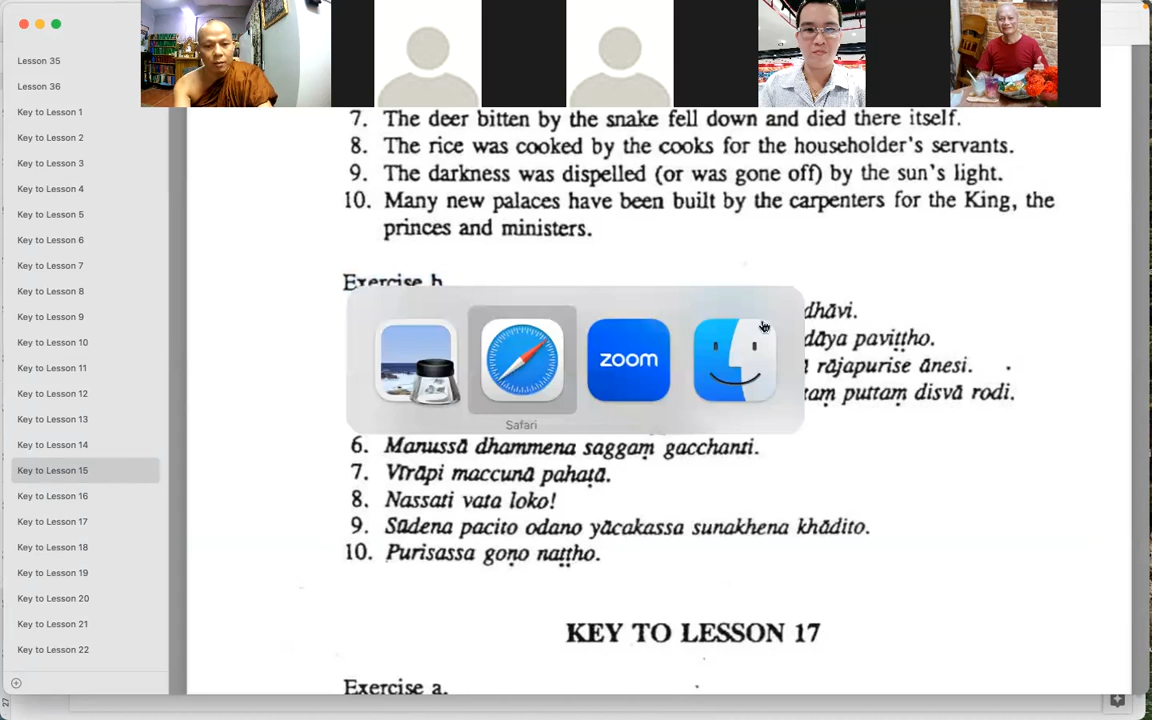 Lesson 35
Lesson 36
Key to Lesson 1
Key to Lesson 2
Key to Lesson 3
Key to Lesson 4
Key to Lesson 5
Key to Lesson 6
Key to Lesson 7
Key to Lesson 8
Key to Lesson 9
Key to Lesson 10
Key to Lesson 11
Key to Lesson 12
Key to Lesson 13
Key to Lesson 14
Key to Lesson 15
Key to Lesson 16
Key to Lesson 17
Key to Lesson 18
Key to Lesson 19
Key to Lesson 20
Key to Lesson 21
Key to Lesson 22
7. The deer bitten by the snake fell down and died there itself.
8. The rice was cooked by the cooks for the householder's servants.
9. The darkness was dispelled (or was gone off) by the sun's light.
10. Many new palaces have been built by the carpenters for the King, the
princes and ministers.
Exercise b.
dhāvi.
dāya paviṭṭho.
rājapurise ānesi.
taṃ puttaṃ disvā rodi.
zoom
Safari
6. Manussā dhammena saggaṃ gacchanti.
7. Vīrāpi maccunā pahaṭā.
8. Nassati vata loko!
9. Sūdena pacito odano yācakassa sunakhena khādito.
10. Purisassa goṇo naṭṭho.
KEY TO LESSON 17
Exercise a.
27